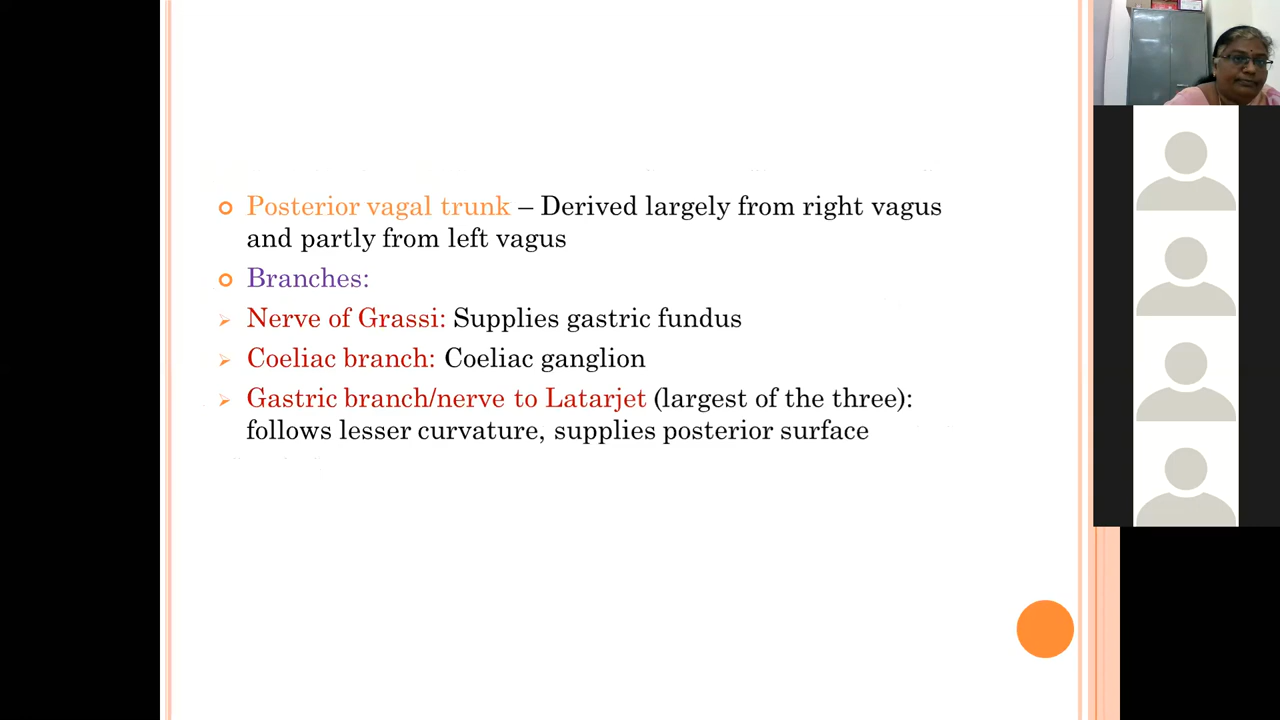 Posterior vagal trunk – Derived largely from right vagus
and partly from left vagus
Branches:
Nerve of Grassi: Supplies gastric fundus
Coeliac branch: Coeliac ganglion
Gastric branch/nerve to Latarjet (largest of the three):
follows lesser curvature, supplies posterior surface